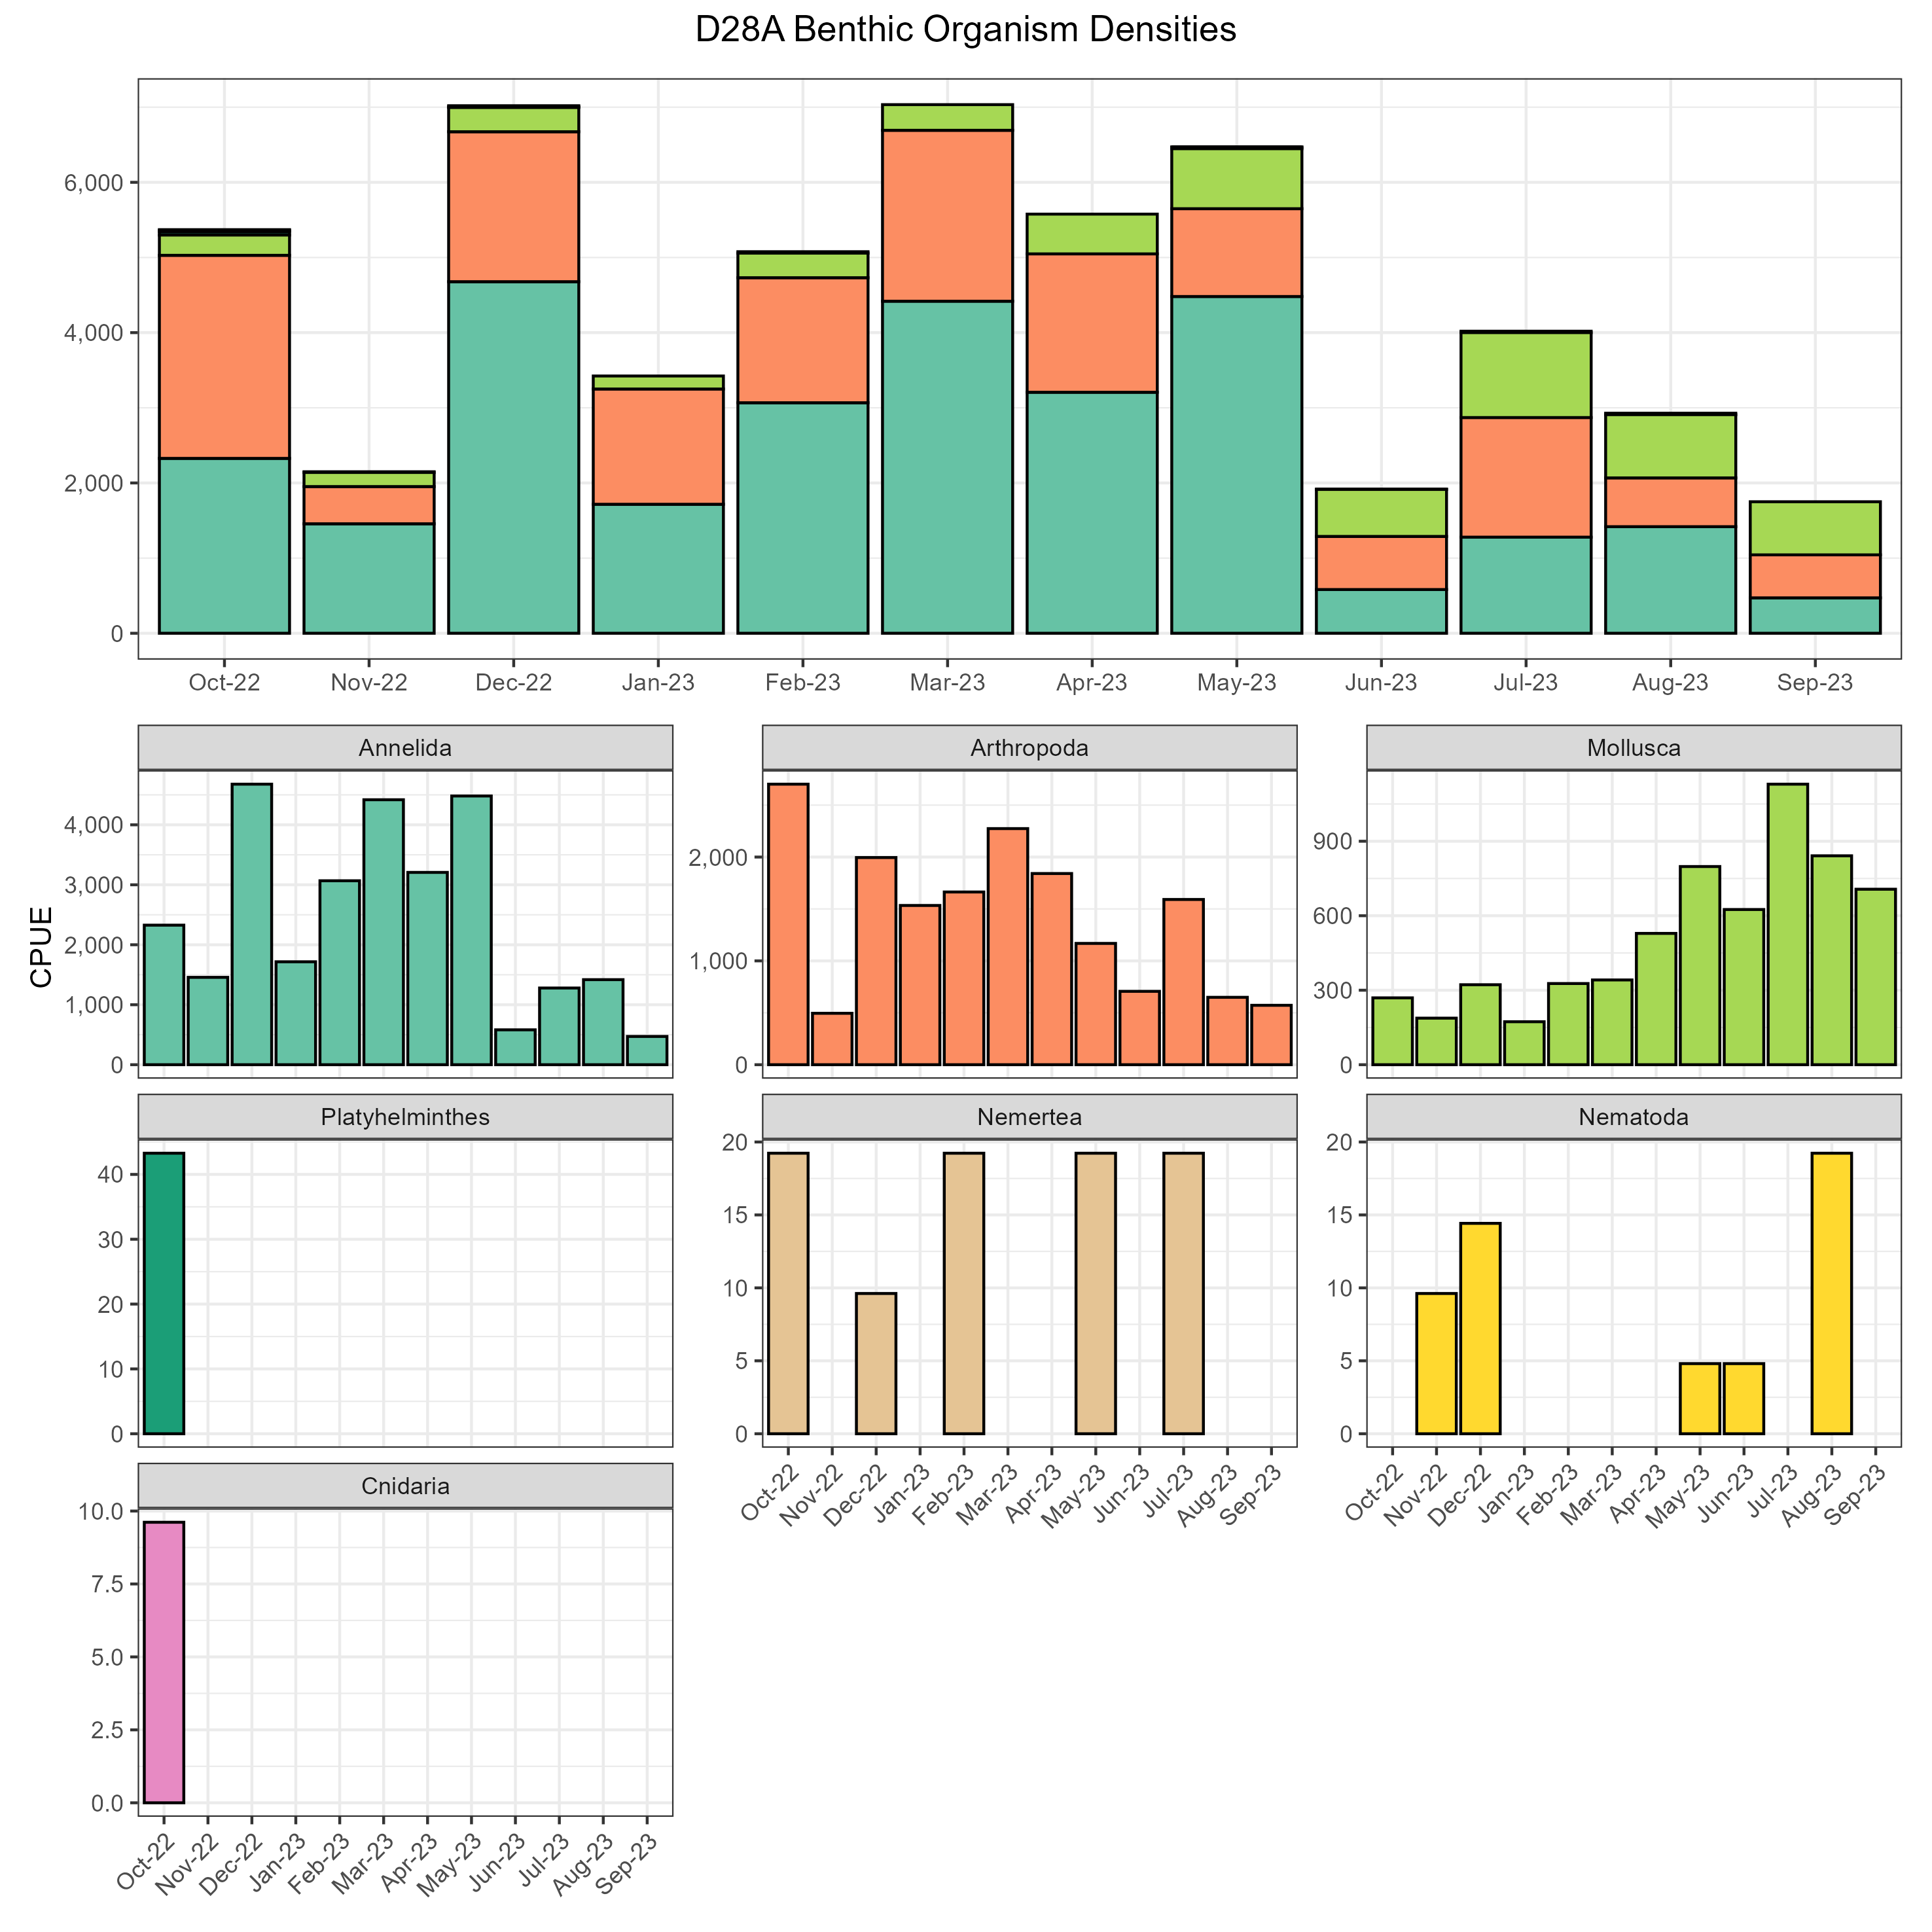 D28A Benthic Organism Densities
6,000
4,000
2,000
0
Oct-22 Nov-22 Dec-22 Jan-23 Feb-23 Mar-23 Apr-23 May-23 Jun-23 Jul-23 Aug-23 Sep-23
CPUE
Annelida
4,000
3,000
2,000
1,000
0
Arthropoda
2,000
1,000
0
Mollusca
900
600
300
0
Platyhelminthes
40
30
20
10
0
Nemertea
20
15
10
5
0
Oct-22 Nov-22 Dec-22 Jan-23 Feb-23 Mar-23 Apr-23 May-23 Jun-23 Jul-23 Aug-23 Sep-23
Nematoda
20
15
10
5
0
Oct-22 Nov-22 Dec-22 Jan-23 Feb-23 Mar-23 Apr-23 May-23 Jun-23 Jul-23 Aug-23 Sep-23
Cnidaria
10.0
7.5
5.0
2.5
0.0
Oct-22 Nov-22 Dec-22 Jan-23 Feb-23 Mar-23 Apr-23 May-23 Jun-23 Jul-23 Aug-23 Sep-23